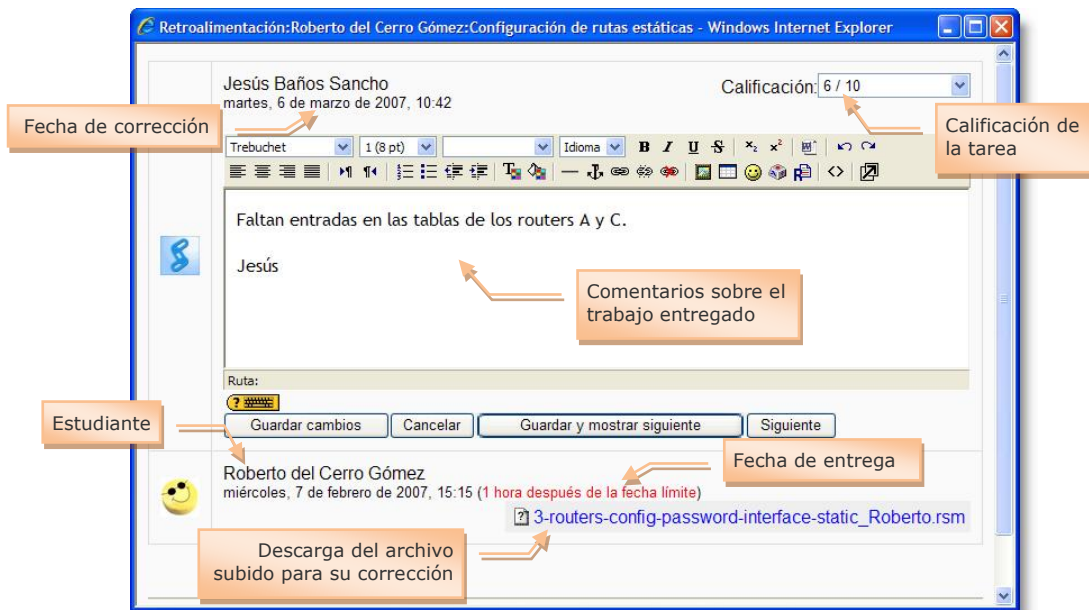 Retroalimentación:Roberto del Cerro Gómez:Configuración de rutas estáticas - Windows Internet Explorer
Jesús Baños Sancho
martes, 6 de marzo de 2007, 10:42
Calificación: 6 / 10
Fecha de corrección
Calificación de
la tarea
Trebuchet 1 (8 pt) Idioma B I U S x₂ x²
Faltan entradas en las tablas de los routers A y C.
Jesús
Comentarios sobre el
trabajo entregado
Ruta:
?
Guardar cambios Cancelar Guardar y mostrar siguiente Siguiente
Estudiante
Roberto del Cerro Gómez
Fecha de entrega
miércoles, 7 de febrero de 2007, 15:15 (1 hora después de la fecha límite)
3-routers-config-password-interface-static_Roberto.rsm
Descarga del archivo
subido para su corrección